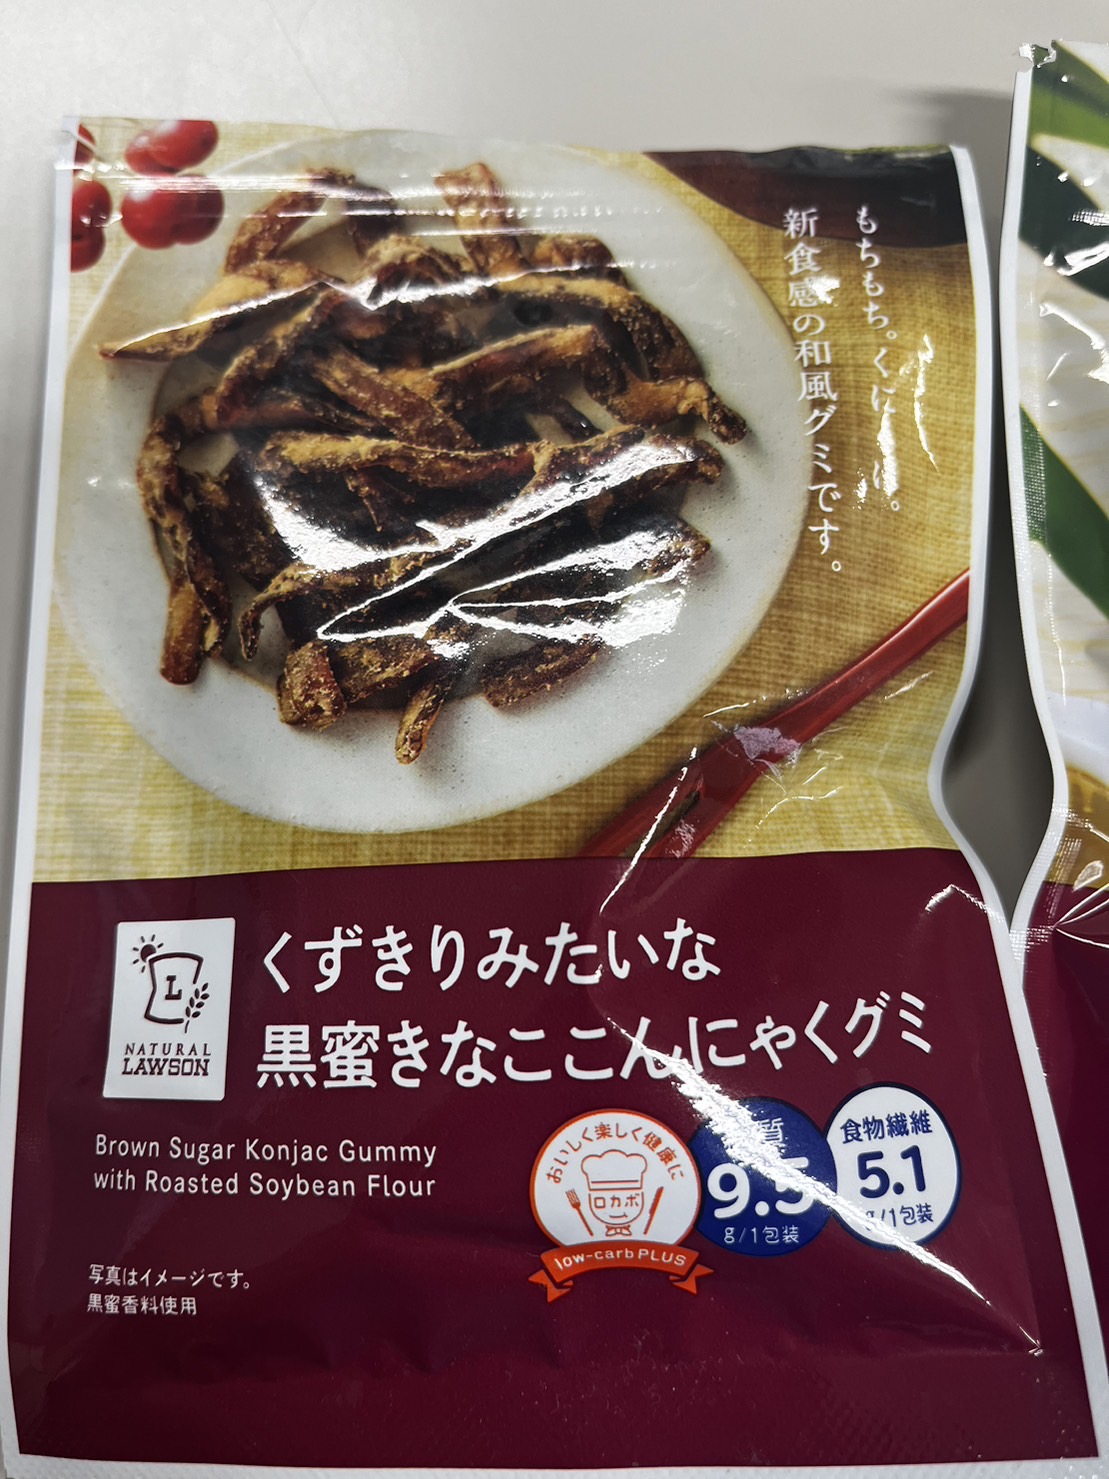 もちもち。くにくに。
新食感の和風グミです。
L
NATURAL
LAWSON
くずきりみたいな
黒蜜きなここんにゃくグミ
Brown Sugar Konjac Gummy
with Roasted Soybean Flour
おいしく楽しく健康に
ロカボ
low-carb PLUS
質
9.5
g/1包装
食物繊維
5.1
g/1包装
写真はイメージです。
黒蜜香料使用